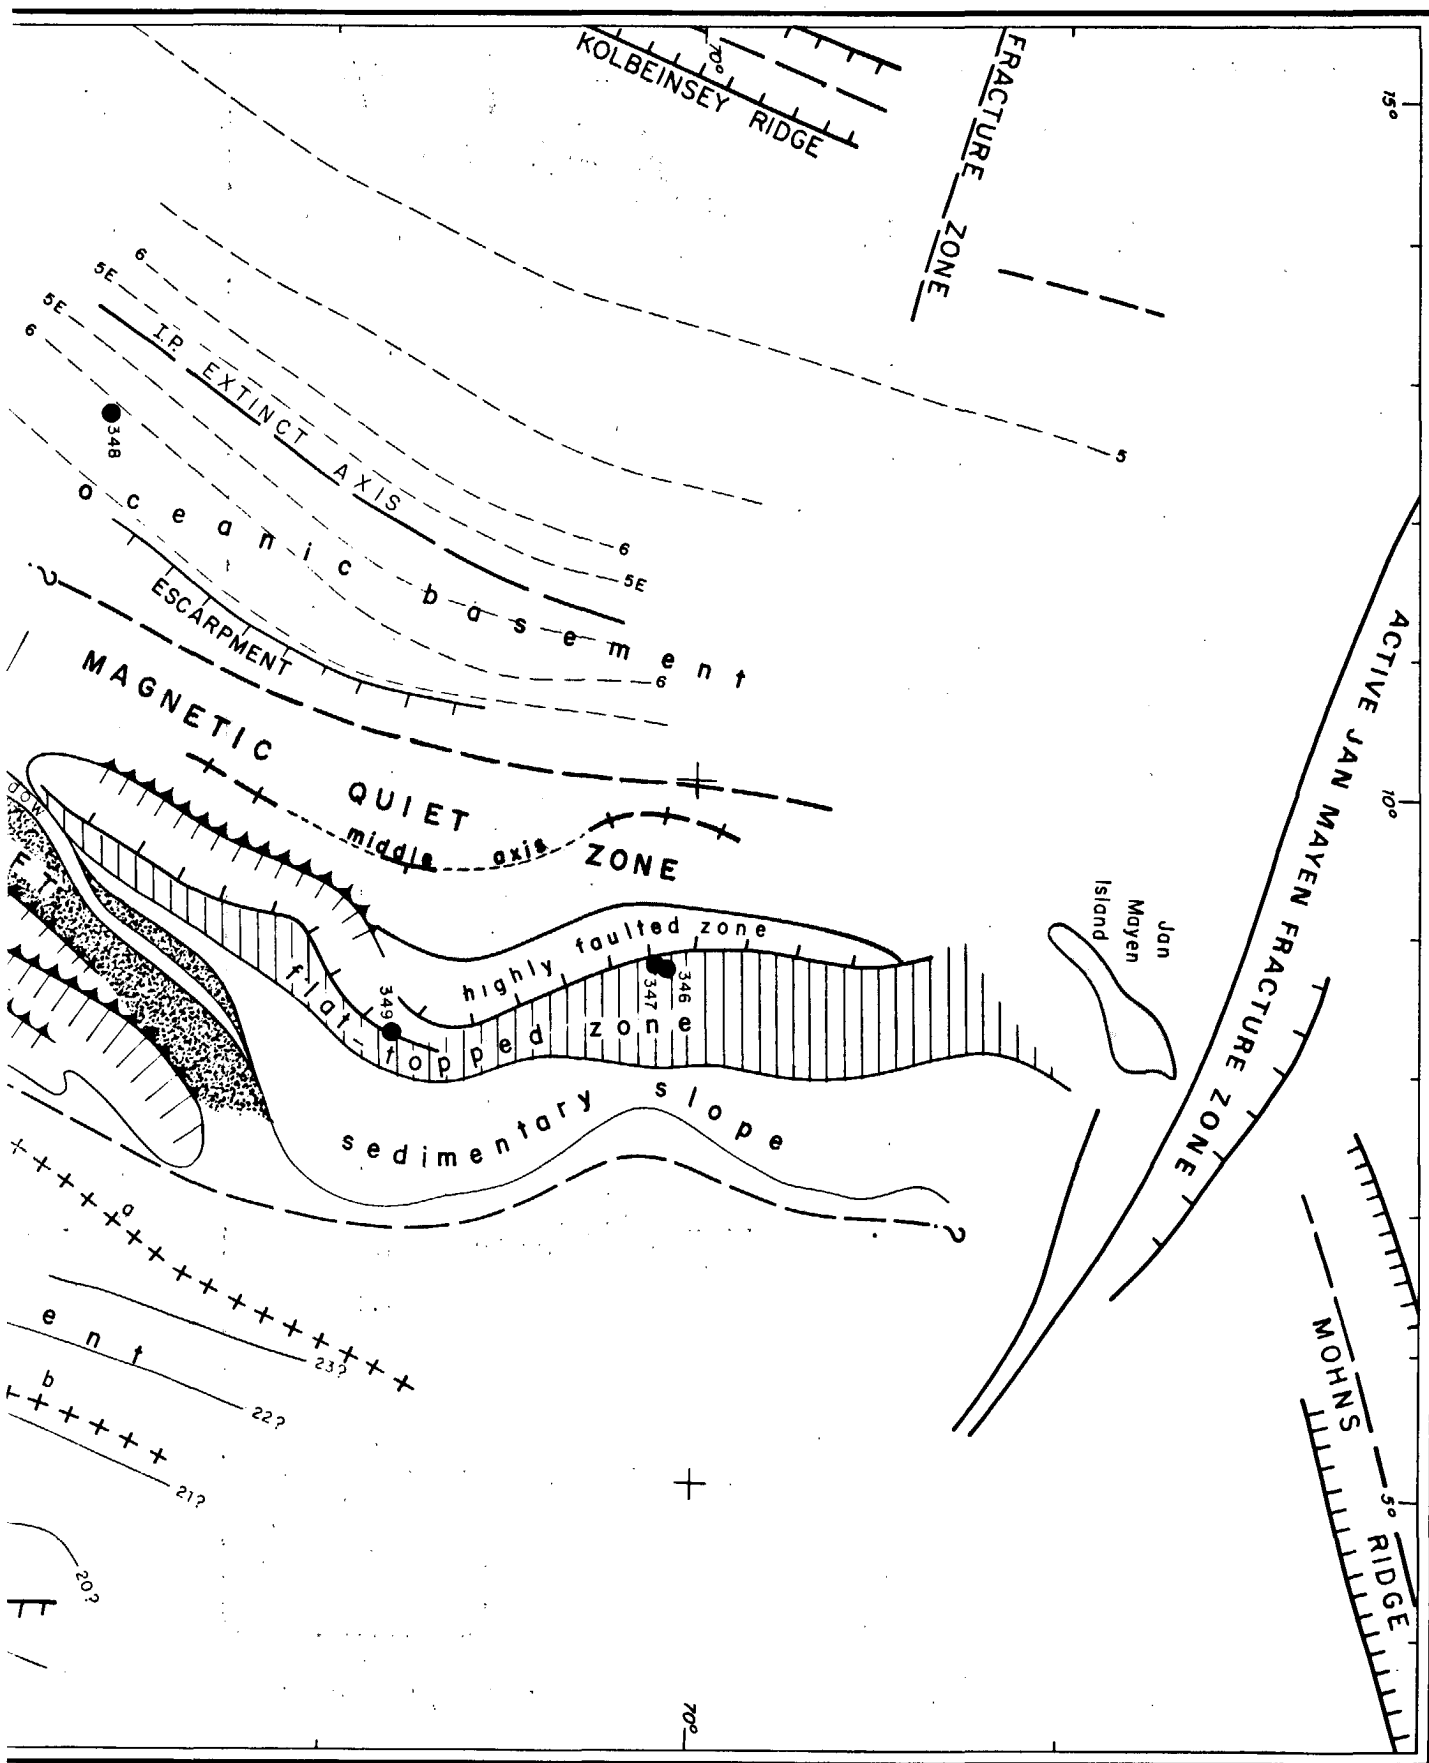 70°
KOLBEINSEY RIDGE
FRACTURE ZONE
15°
6
5E
5E
6
I.P. EXTINCT AXIS
348
oceanic basement
5
6
5E
6
?
ESCARPMENT
MAGNETIC QUIET ZONE
middle axis
10°
ACTIVE JAN MAYEN FRACTURE ZONE
Jan
Mayen
Island
DOW
FT
highly faulted zone
flat-topped zone
346
347
349
sedimentary slope
?
a
ent
23?
b
22?
21?
20?
MOHNS RIDGE
5°
70°